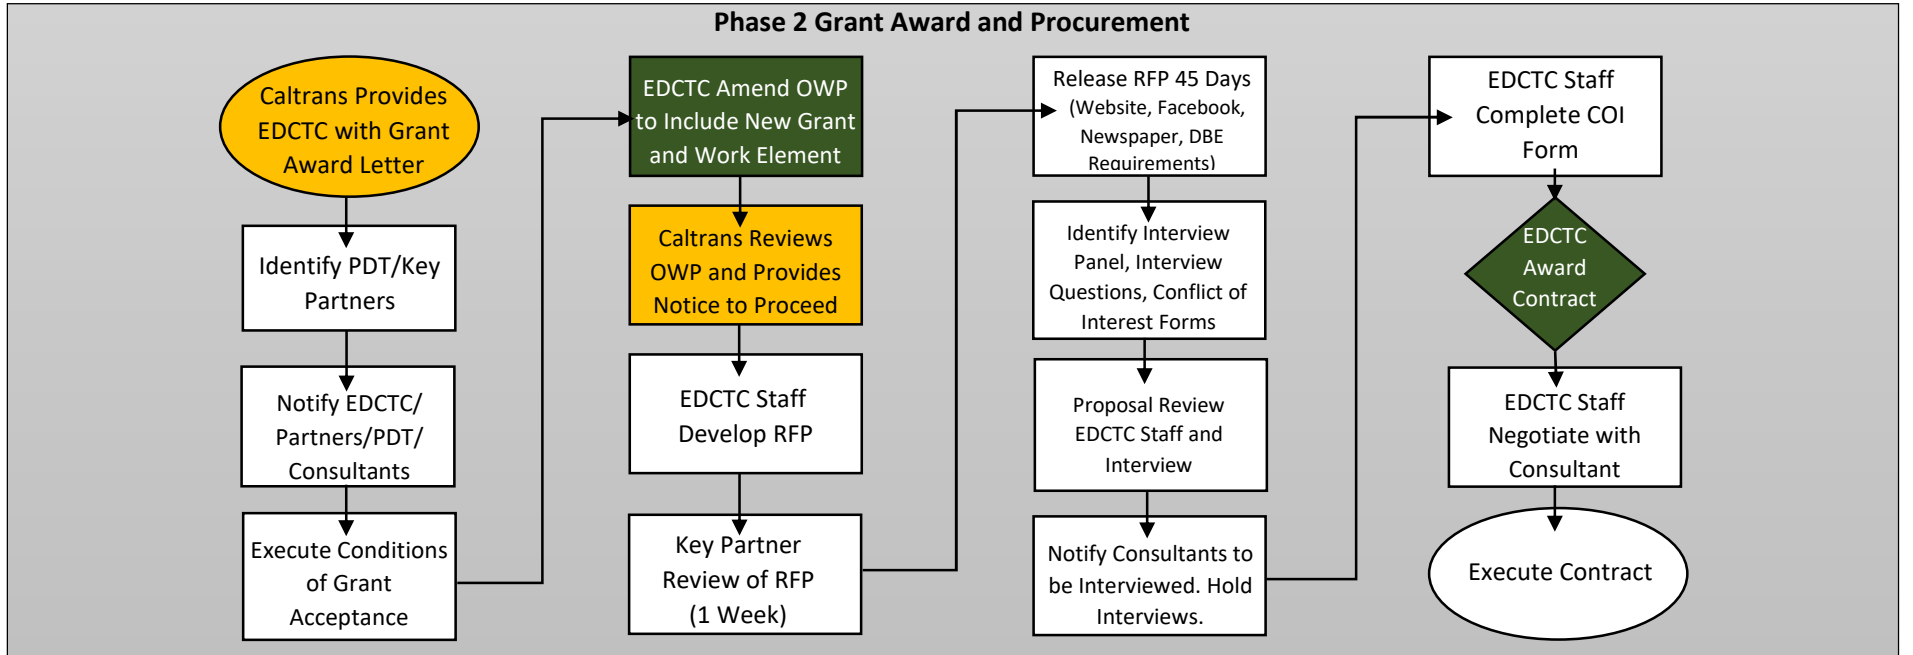 Phase 2 Grant Award and Procurement
Caltrans Provides
EDCTC with Grant
Award Letter
Identify PDT/Key
Partners
Notify EDCTC/
Partners/PDT/
Consultants
Execute Conditions
of Grant
Acceptance
EDCTC Amend OWP
to Include New Grant
and Work Element
Caltrans Reviews
OWP and Provides
Notice to Proceed
EDCTC Staff
Develop RFP
Key Partner
Review of RFP
(1 Week)
Release RFP 45 Days
(Website, Facebook,
Newspaper, DBE
Requirements)
Identify Interview
Panel, Interview
Questions, Conflict of
Interest Forms
Proposal Review
EDCTC Staff and
Interview
Notify Consultants to
be Interviewed. Hold
Interviews.
EDCTC Staff
Complete COI
Form
EDCTC
Award
Contract
EDCTC Staff
Negotiate with
Consultant
Execute Contract